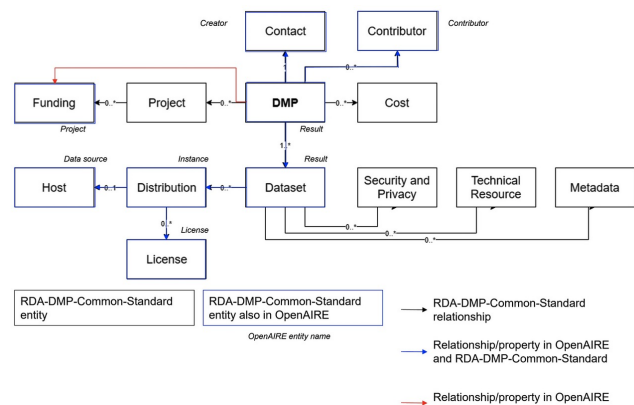 Creator
Contributor
Contact
Contributor
1
0..*
Funding
0..*
Project
0..*
DMP
0..*
Cost
Project
Result
1..*
Data source
Instance
Result
Host
0..1
Distribution
0..*
Dataset
Security and
Privacy
Technical
Resource
Metadata
0..*
0..*
0..*
0..*
License
License
RDA-DMP-Common-Standard
entity
RDA-DMP-Common-Standard
entity also in OpenAIRE
OpenAIRE entity name
RDA-DMP-Common-Standard
relationship
Relationship/property in OpenAIRE
and RDA-DMP-Common-Standard
Relationship/property in OpenAIRE